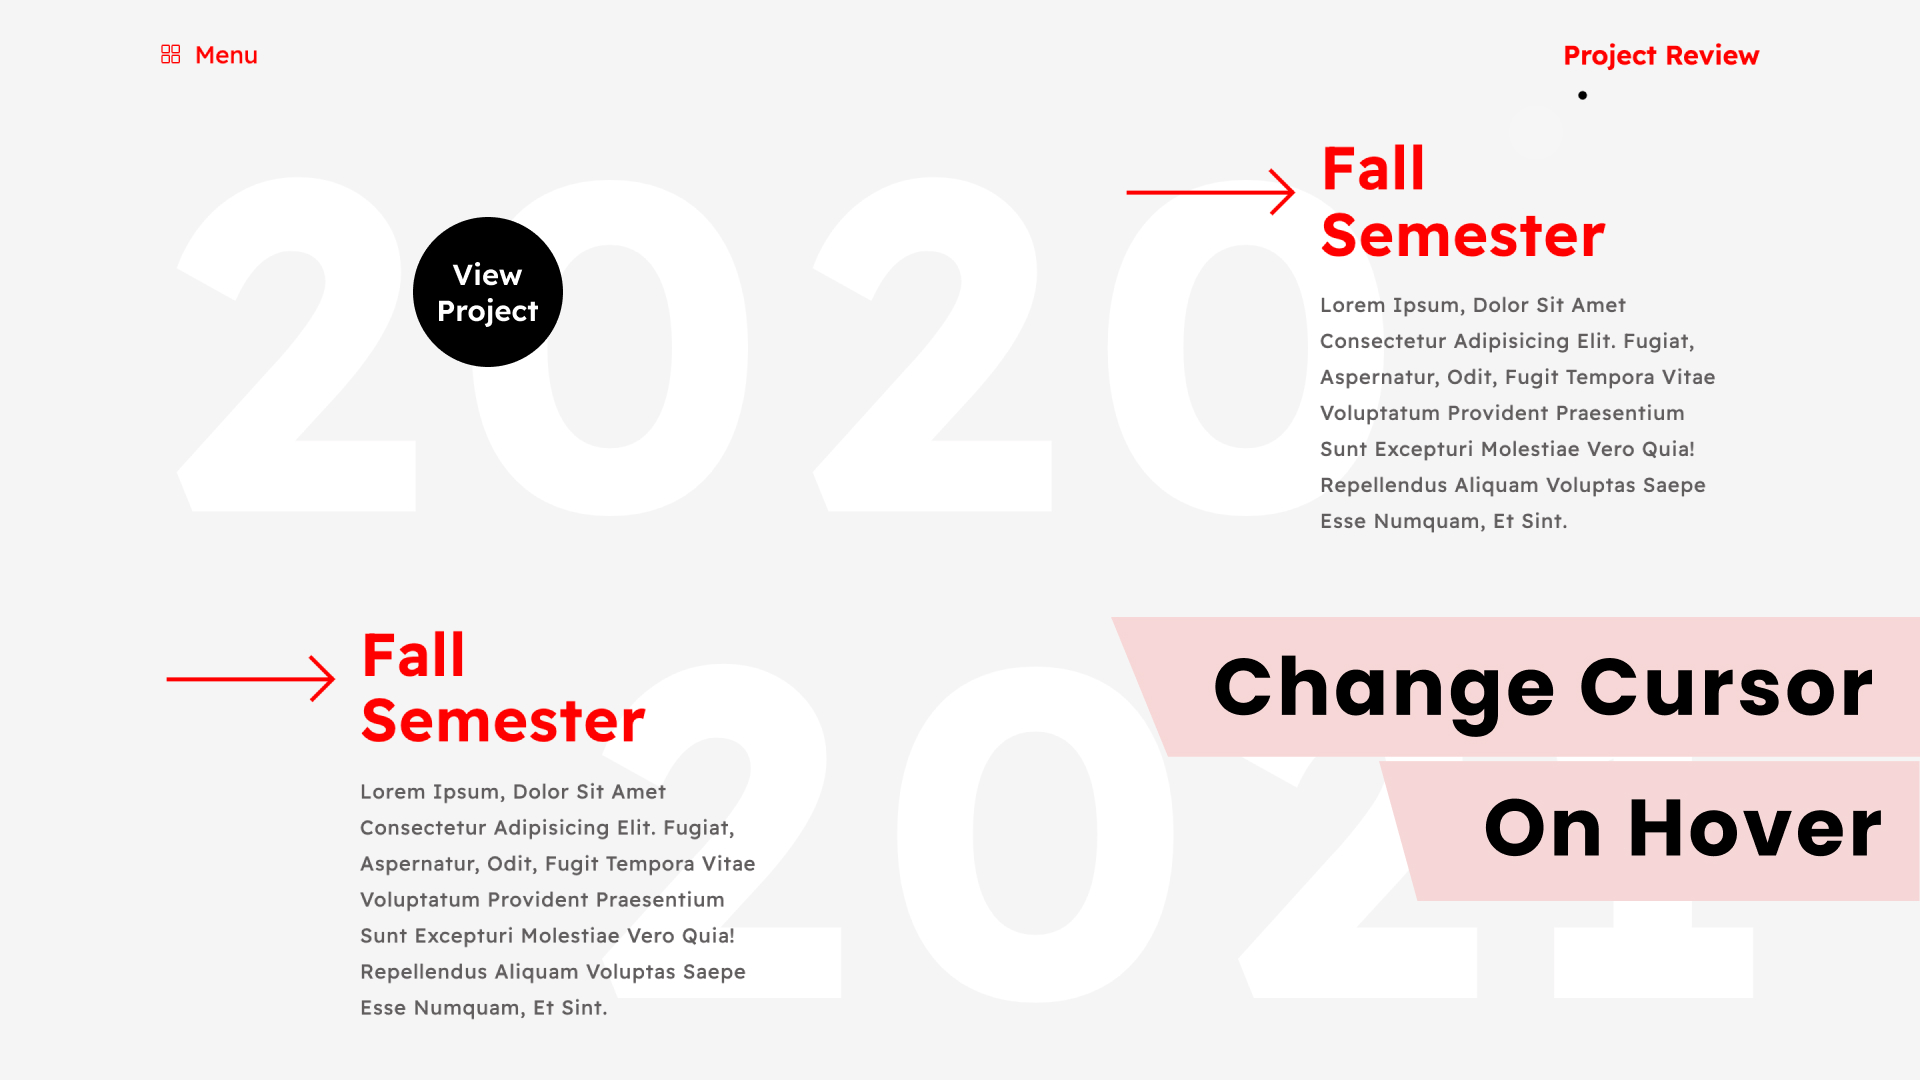 Menu
Project Review
2020
View
Project
Fall
Semester
Lorem Ipsum, Dolor Sit Amet
Consectetur Adipisicing Elit. Fugiat,
Aspernatur, Odit, Fugit Tempora Vitae
Voluptatum Provident Praesentium
Sunt Excepturi Molestiae Vero Quia!
Repellendus Aliquam Voluptas Saepe
Esse Numquam, Et Sint.
Fall
Semester
Lorem Ipsum, Dolor Sit Amet
Consectetur Adipisicing Elit. Fugiat,
Aspernatur, Odit, Fugit Tempora Vitae
Voluptatum Provident Praesentium
Sunt Excepturi Molestiae Vero Quia!
Repellendus Aliquam Voluptas Saepe
Esse Numquam, Et Sint.
2021
Change Cursor
On Hover